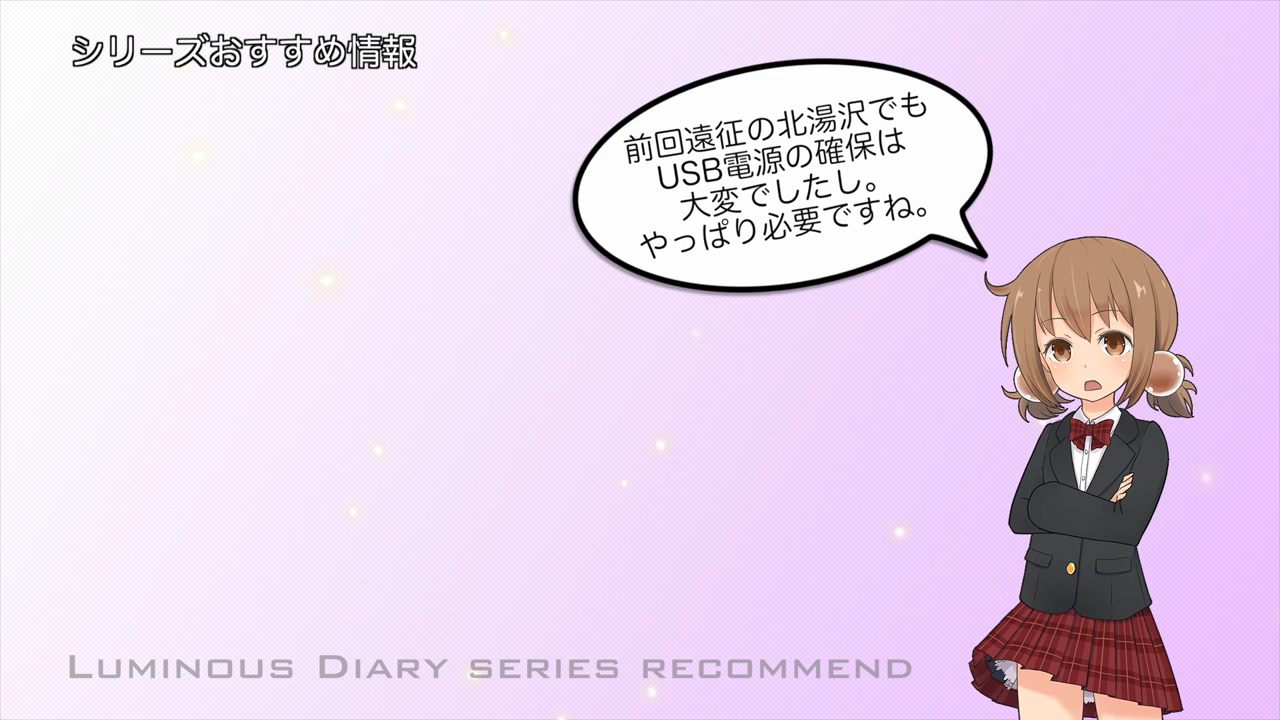 シリーズおすすめ情報
前回遠征の北湯沢でも
USB電源の確保は
大変でしたし。
やっぱり必要ですね。
LUMINOUS DIARY SERIES RECOMMEND